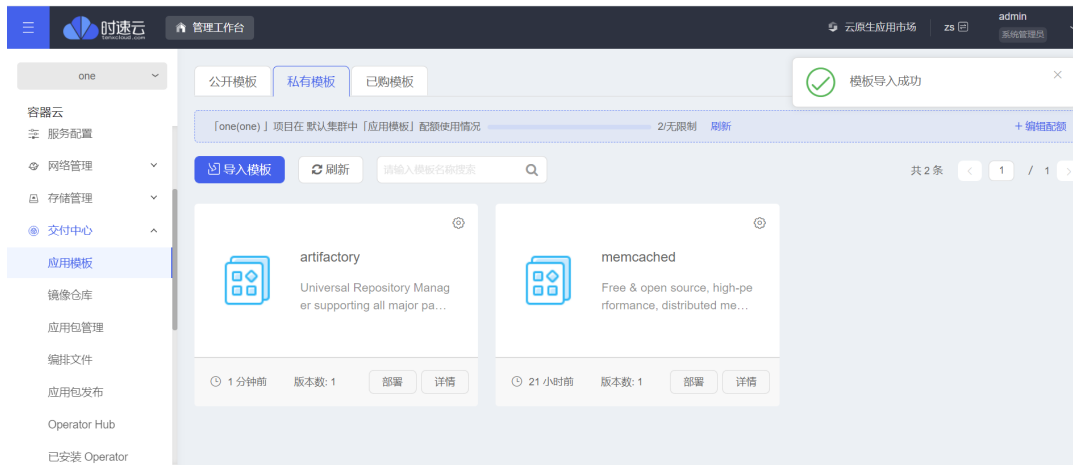 时速云
tenxcloud.com
管理工作台
云原生应用市场
zs
admin
系统管理员
one
容器云
服务配置
网络管理
存储管理
交付中心
应用模板
镜像仓库
应用包管理
编排文件
应用包发布
Operator Hub
已安装 Operator
公开模板
私有模板
已购模板
模板导入成功
「one(one) 」项目在 默认集群中「应用模板」配额使用情况
2/无限制
刷新
+ 编辑配额
导入模板
刷新
请输入模板名称搜索
共 2 条
1 / 1
artifactory
Universal Repository Manag
er supporting all major pa…
1 分钟前
版本数: 1
部署
详情
memcached
Free & open source, high-pe
rformance, distributed me…
21 小时前
版本数: 1
部署
详情